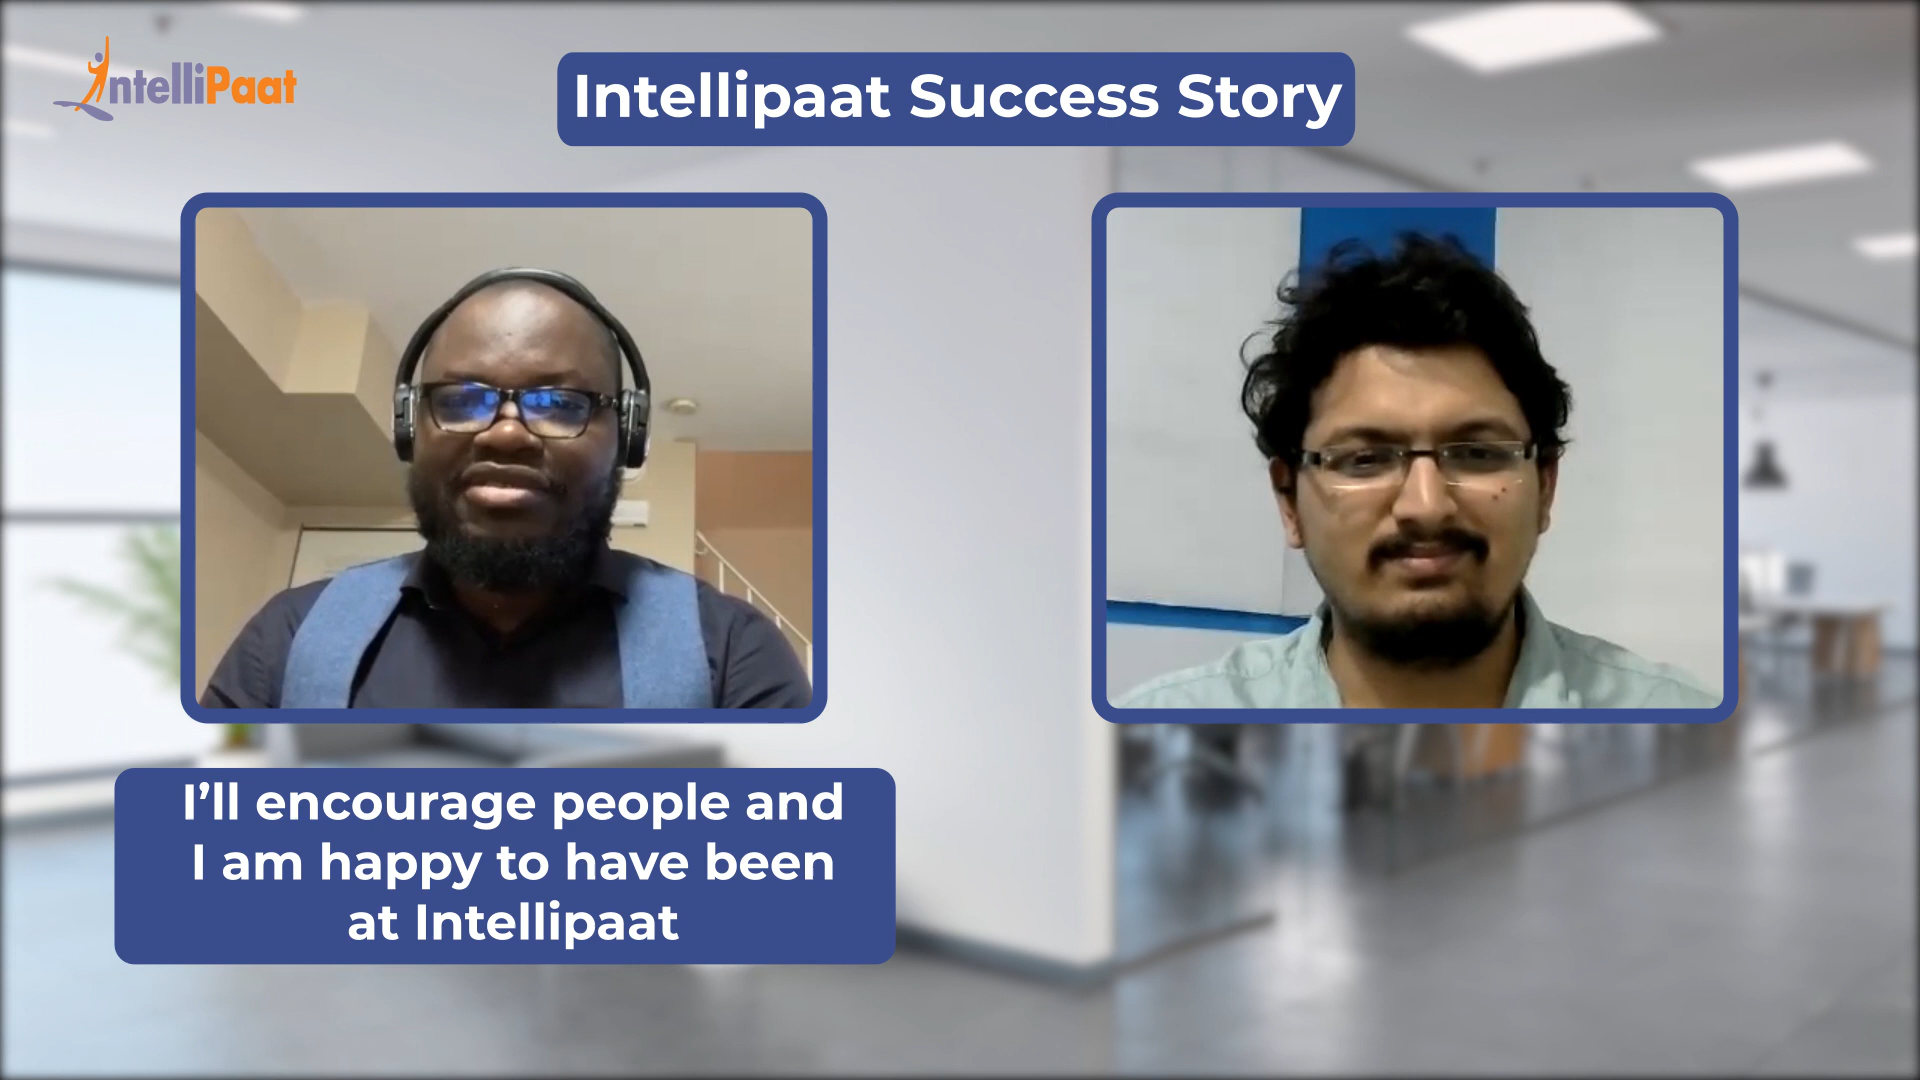 IntelliPaat
Intellipaat Success Story
I’ll encourage people and
I am happy to have been
at Intellipaat